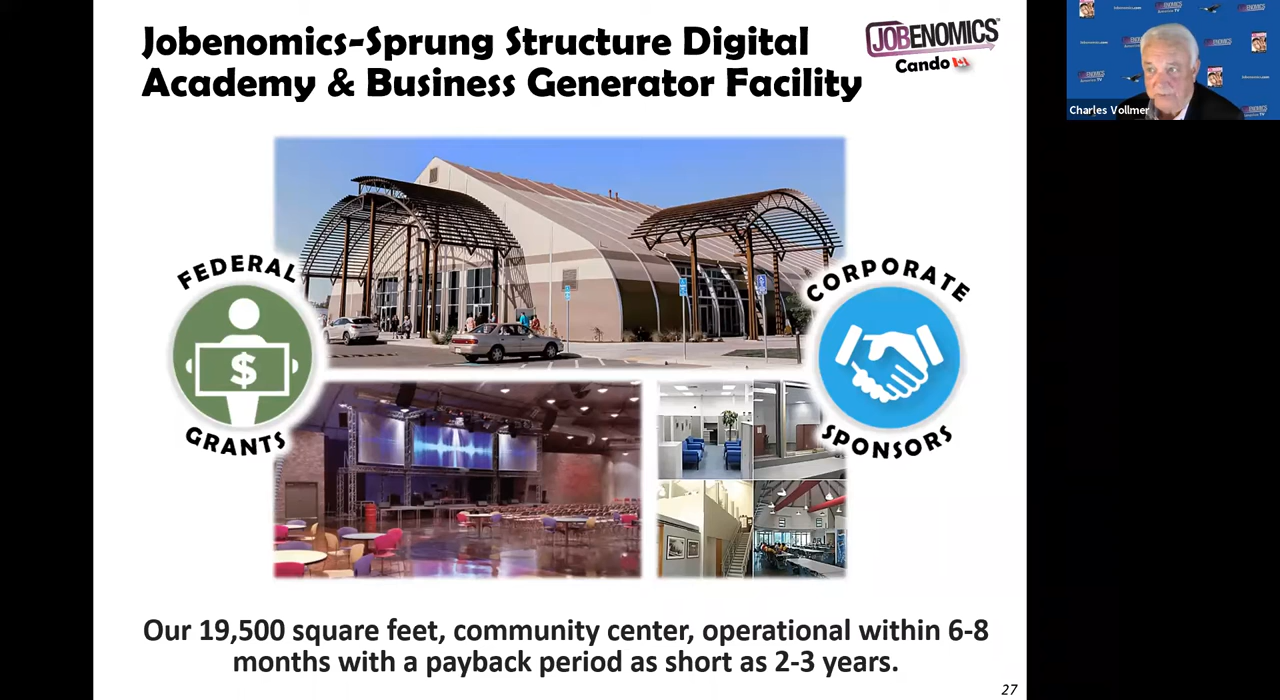 Jobenomics-Sprung Structure Digital
Academy & Business Generator Facility
JOBENOMICS™
Cando
Charles Vollmer
FEDERAL
$
GRANTS
CORPORATE
SPONSORS
Our 19,500 square feet, community center, operational within 6-8
months with a payback period as short as 2-3 years.
27